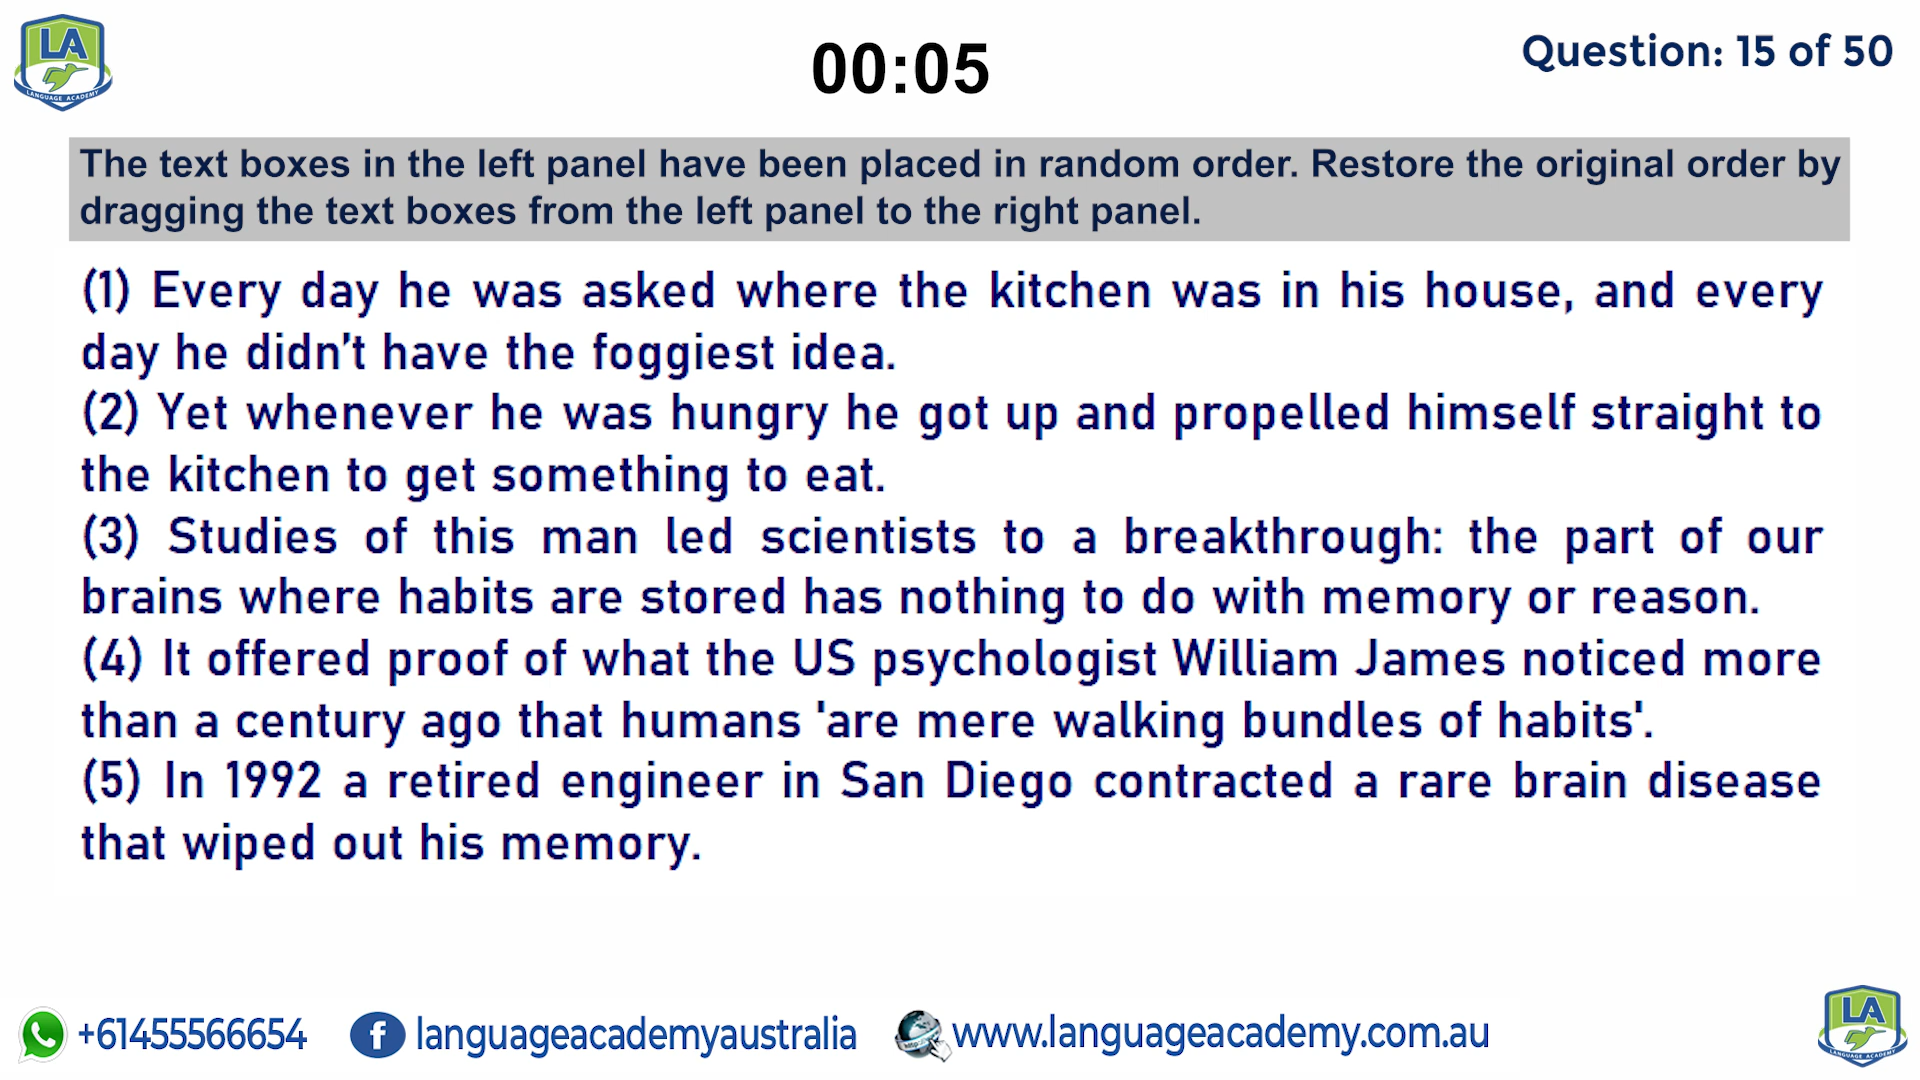 LA
LANGUAGE ACADEMY
00:05
Question: 15 of 50
The text boxes in the left panel have been placed in random order. Restore the original order by
dragging the text boxes from the left panel to the right panel.
(1) Every day he was asked where the kitchen was in his house, and every
day he didn't have the foggiest idea.
(2) Yet whenever he was hungry he got up and propelled himself straight to
the kitchen to get something to eat.
(3) Studies of this man led scientists to a breakthrough: the part of our
brains where habits are stored has nothing to do with memory or reason.
(4) It offered proof of what the US psychologist William James noticed more
than a century ago that humans 'are mere walking bundles of habits'.
(5) In 1992 a retired engineer in San Diego contracted a rare brain disease
that wiped out his memory.
+61455566654
languageacademyaustralia
www.languageacademy.com.au
LA
LANGUAGE ACADEMY